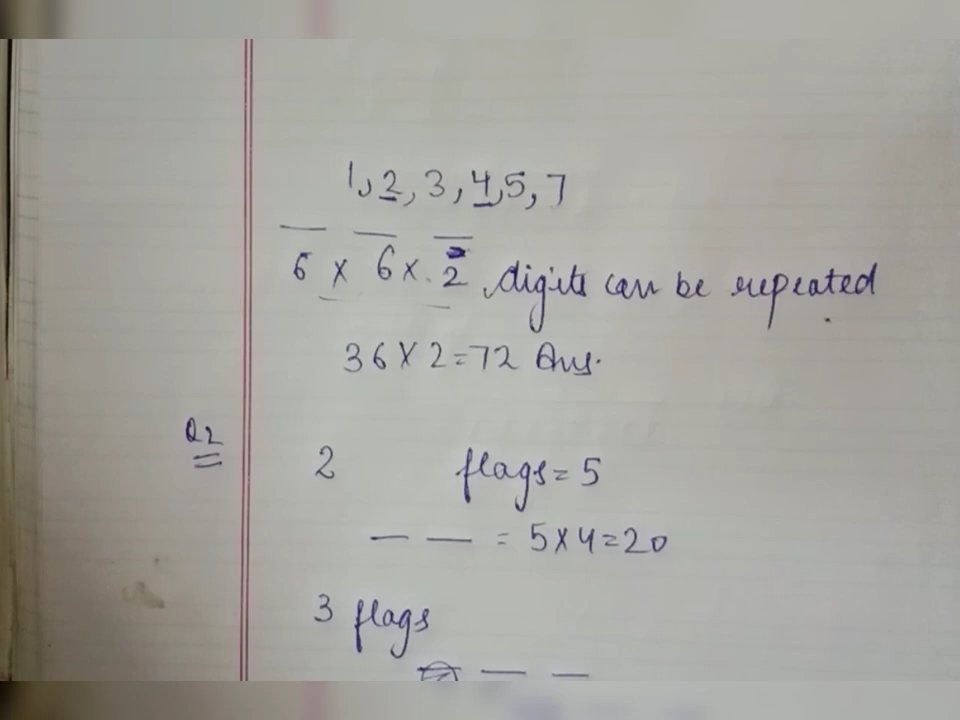 1, 2, 3, 4, 5, 7
6 x 6 x 2, digits can be repeated
36 x 2 = 72 Ans.
Q2
2 flags = 5
— — = 5 x 4 = 20
3 flags
— — —